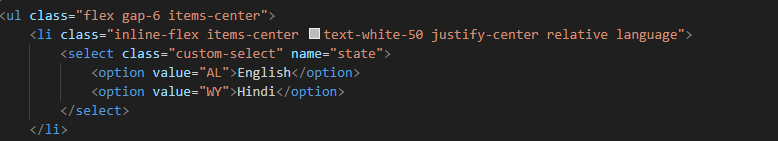 <ul class="flex gap-6 items-center">
<li class="inline-flex items-center text-white-50 justify-center relative language">
<select class="custom-select" name="state">
<option value="AL">English</option>
<option value="WY">Hindi</option>
</select>
</li>